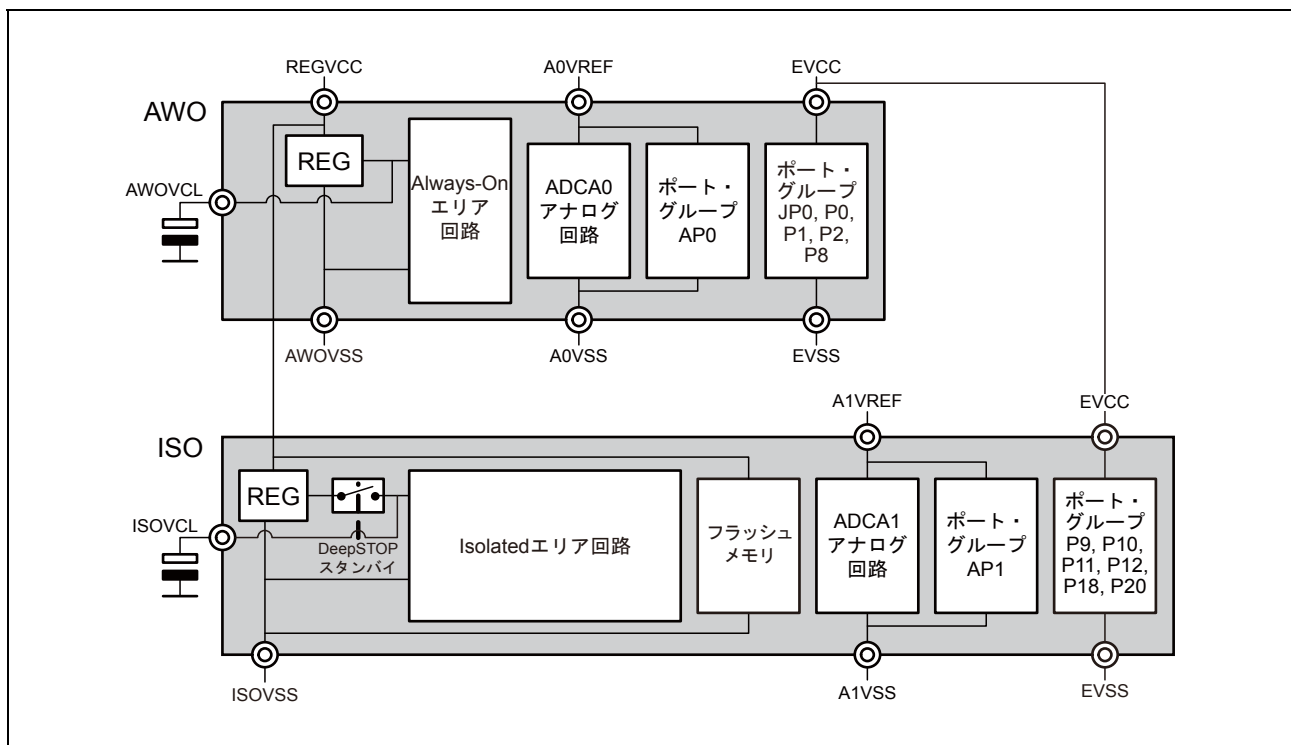 REGVCC
A0VREF
EVCC
AWO
REG
AWOVCL
Always-On
エリア
回路
ADCA0
アナログ
回路
ポート・
グループ
AP0
ポート・
グループ
JP0, P0,
P1, P2,
P8
AWOVSS
A0VSS
EVSS
A1VREF
EVCC
ISO
REG
ISOVCL
DeepSTOP
スタンバイ
Isolatedエリア回路
フラッシュ
メモリ
ADCA1
アナログ
回路
ポート・
グループ
AP1
ポート・
グループ
P9, P10,
P11, P12,
P18, P20
ISOVSS
A1VSS
EVSS